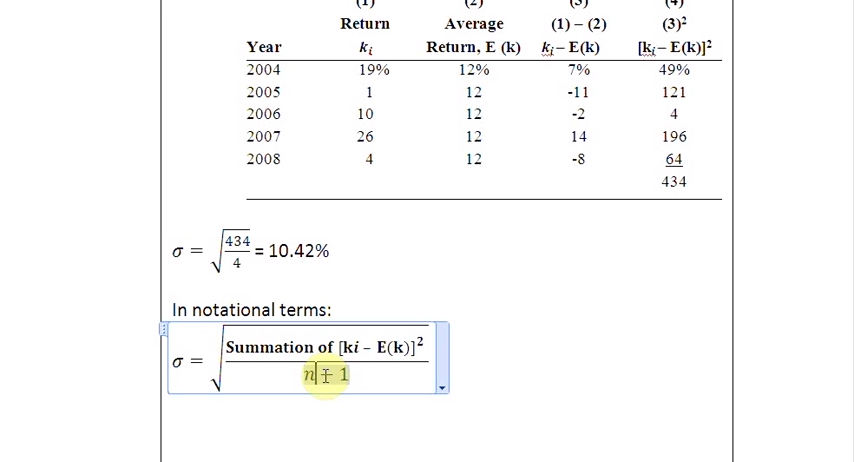 (1) (2) (3) (4)
Return Average (1) – (2) (3)²
Year kᵢ Return, E (k) kᵢ – E(k) [kᵢ – E(k)]²
2004 19% 12% 7% 49%
2005 1 12 -11 121
2006 10 12 -2 4
2007 26 12 14 196
2008 4 12 -8 64
434
σ = √(434/4) = 10.42%
In notational terms:
σ = √(Summation of [ki – E(k)]² / n – 1)